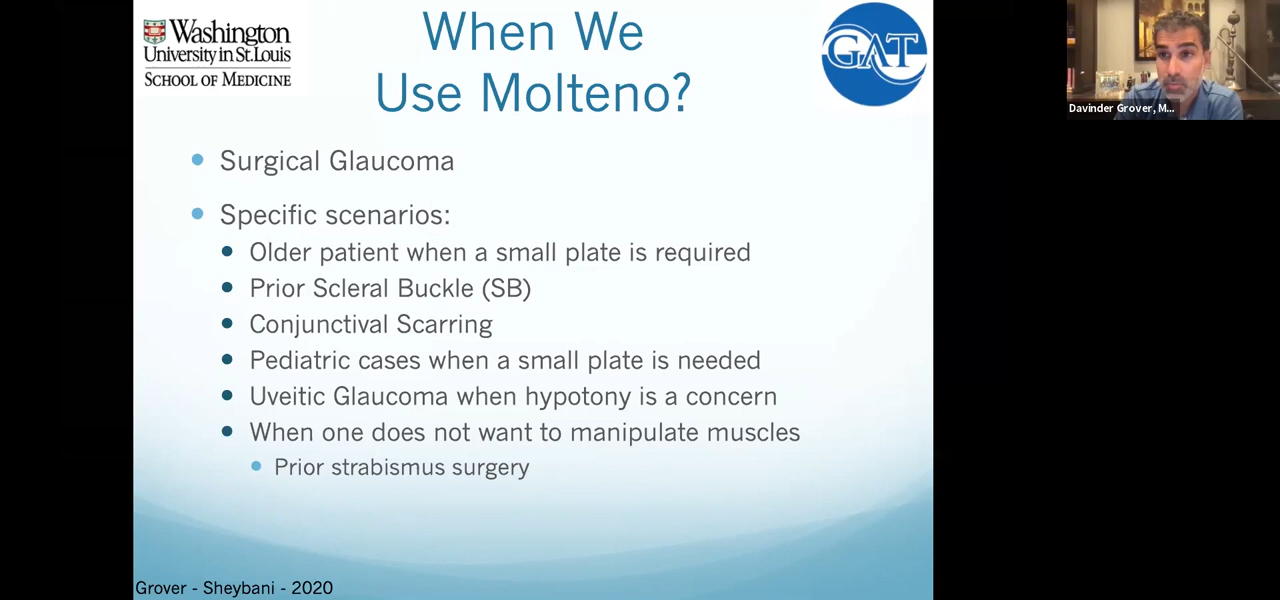 Washington
University in St. Louis
SCHOOL OF MEDICINE
When We
Use Molteno?
GAT
Davinder Grover, M...
Surgical Glaucoma
Specific scenarios:
Older patient when a small plate is required
Prior Scleral Buckle (SB)
Conjunctival Scarring
Pediatric cases when a small plate is needed
Uveitic Glaucoma when hypotony is a concern
When one does not want to manipulate muscles
Prior strabismus surgery
Grover - Sheybani - 2020